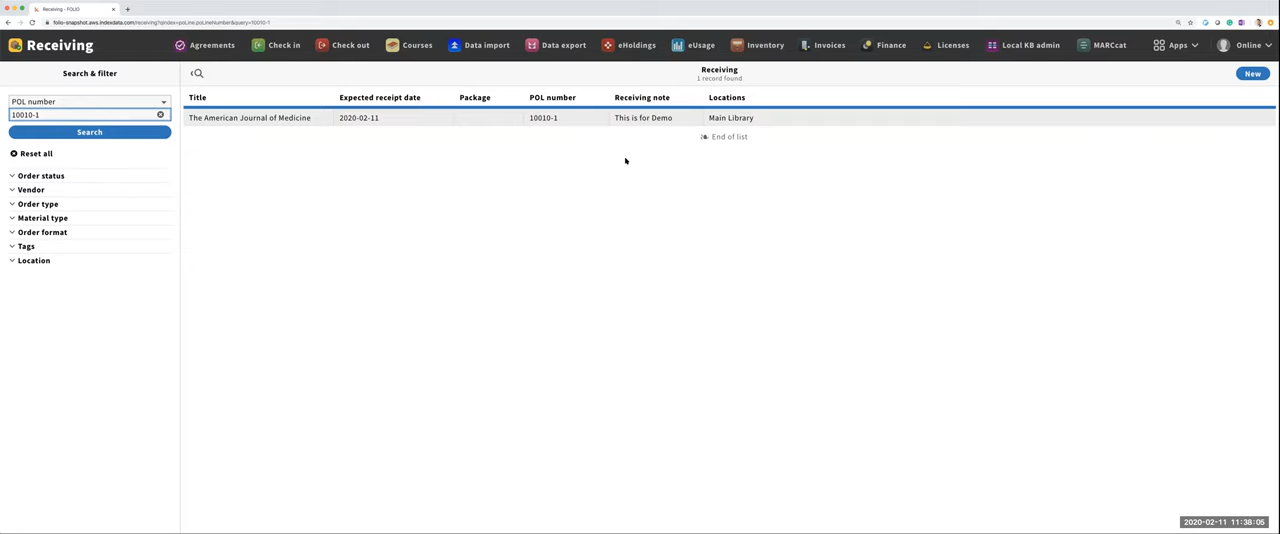 Receiving - FOLIO
folio-snapshot.aws.indexdata.com/receiving?qindex=poLine.poLineNumber&query=10010-1
Receiving Agreements Check in Check out Courses Data import Data export eHoldings eUsage Inventory Invoices Finance Licenses Local KB admin MARCcat Apps Online
Search & filter
POL number
10010-1
Search
Reset all
Order status
Vendor
Order type
Material type
Order format
Tags
Location
Receiving
1 record found
New
Title Expected receipt date Package POL number Receiving note Locations
The American Journal of Medicine 2020-02-11 10010-1 This is for Demo Main Library
End of list
2020-02-11 11:38:05